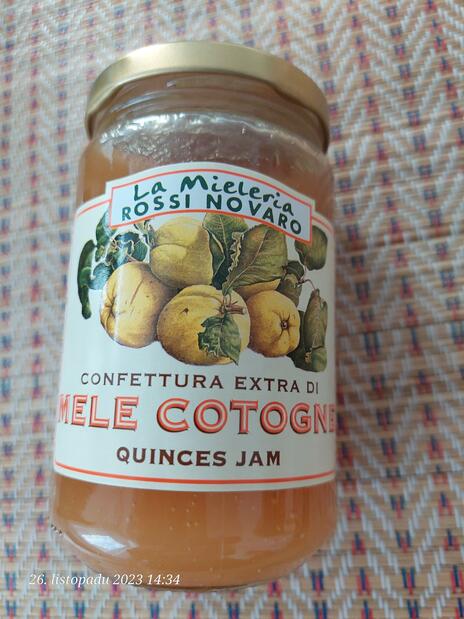 La Mieleria
ROSSI NOVARO
CONFETTURA EXTRA DI
MELE COTOGNE
QUINCES JAM
26. listopadu 2023 14:34